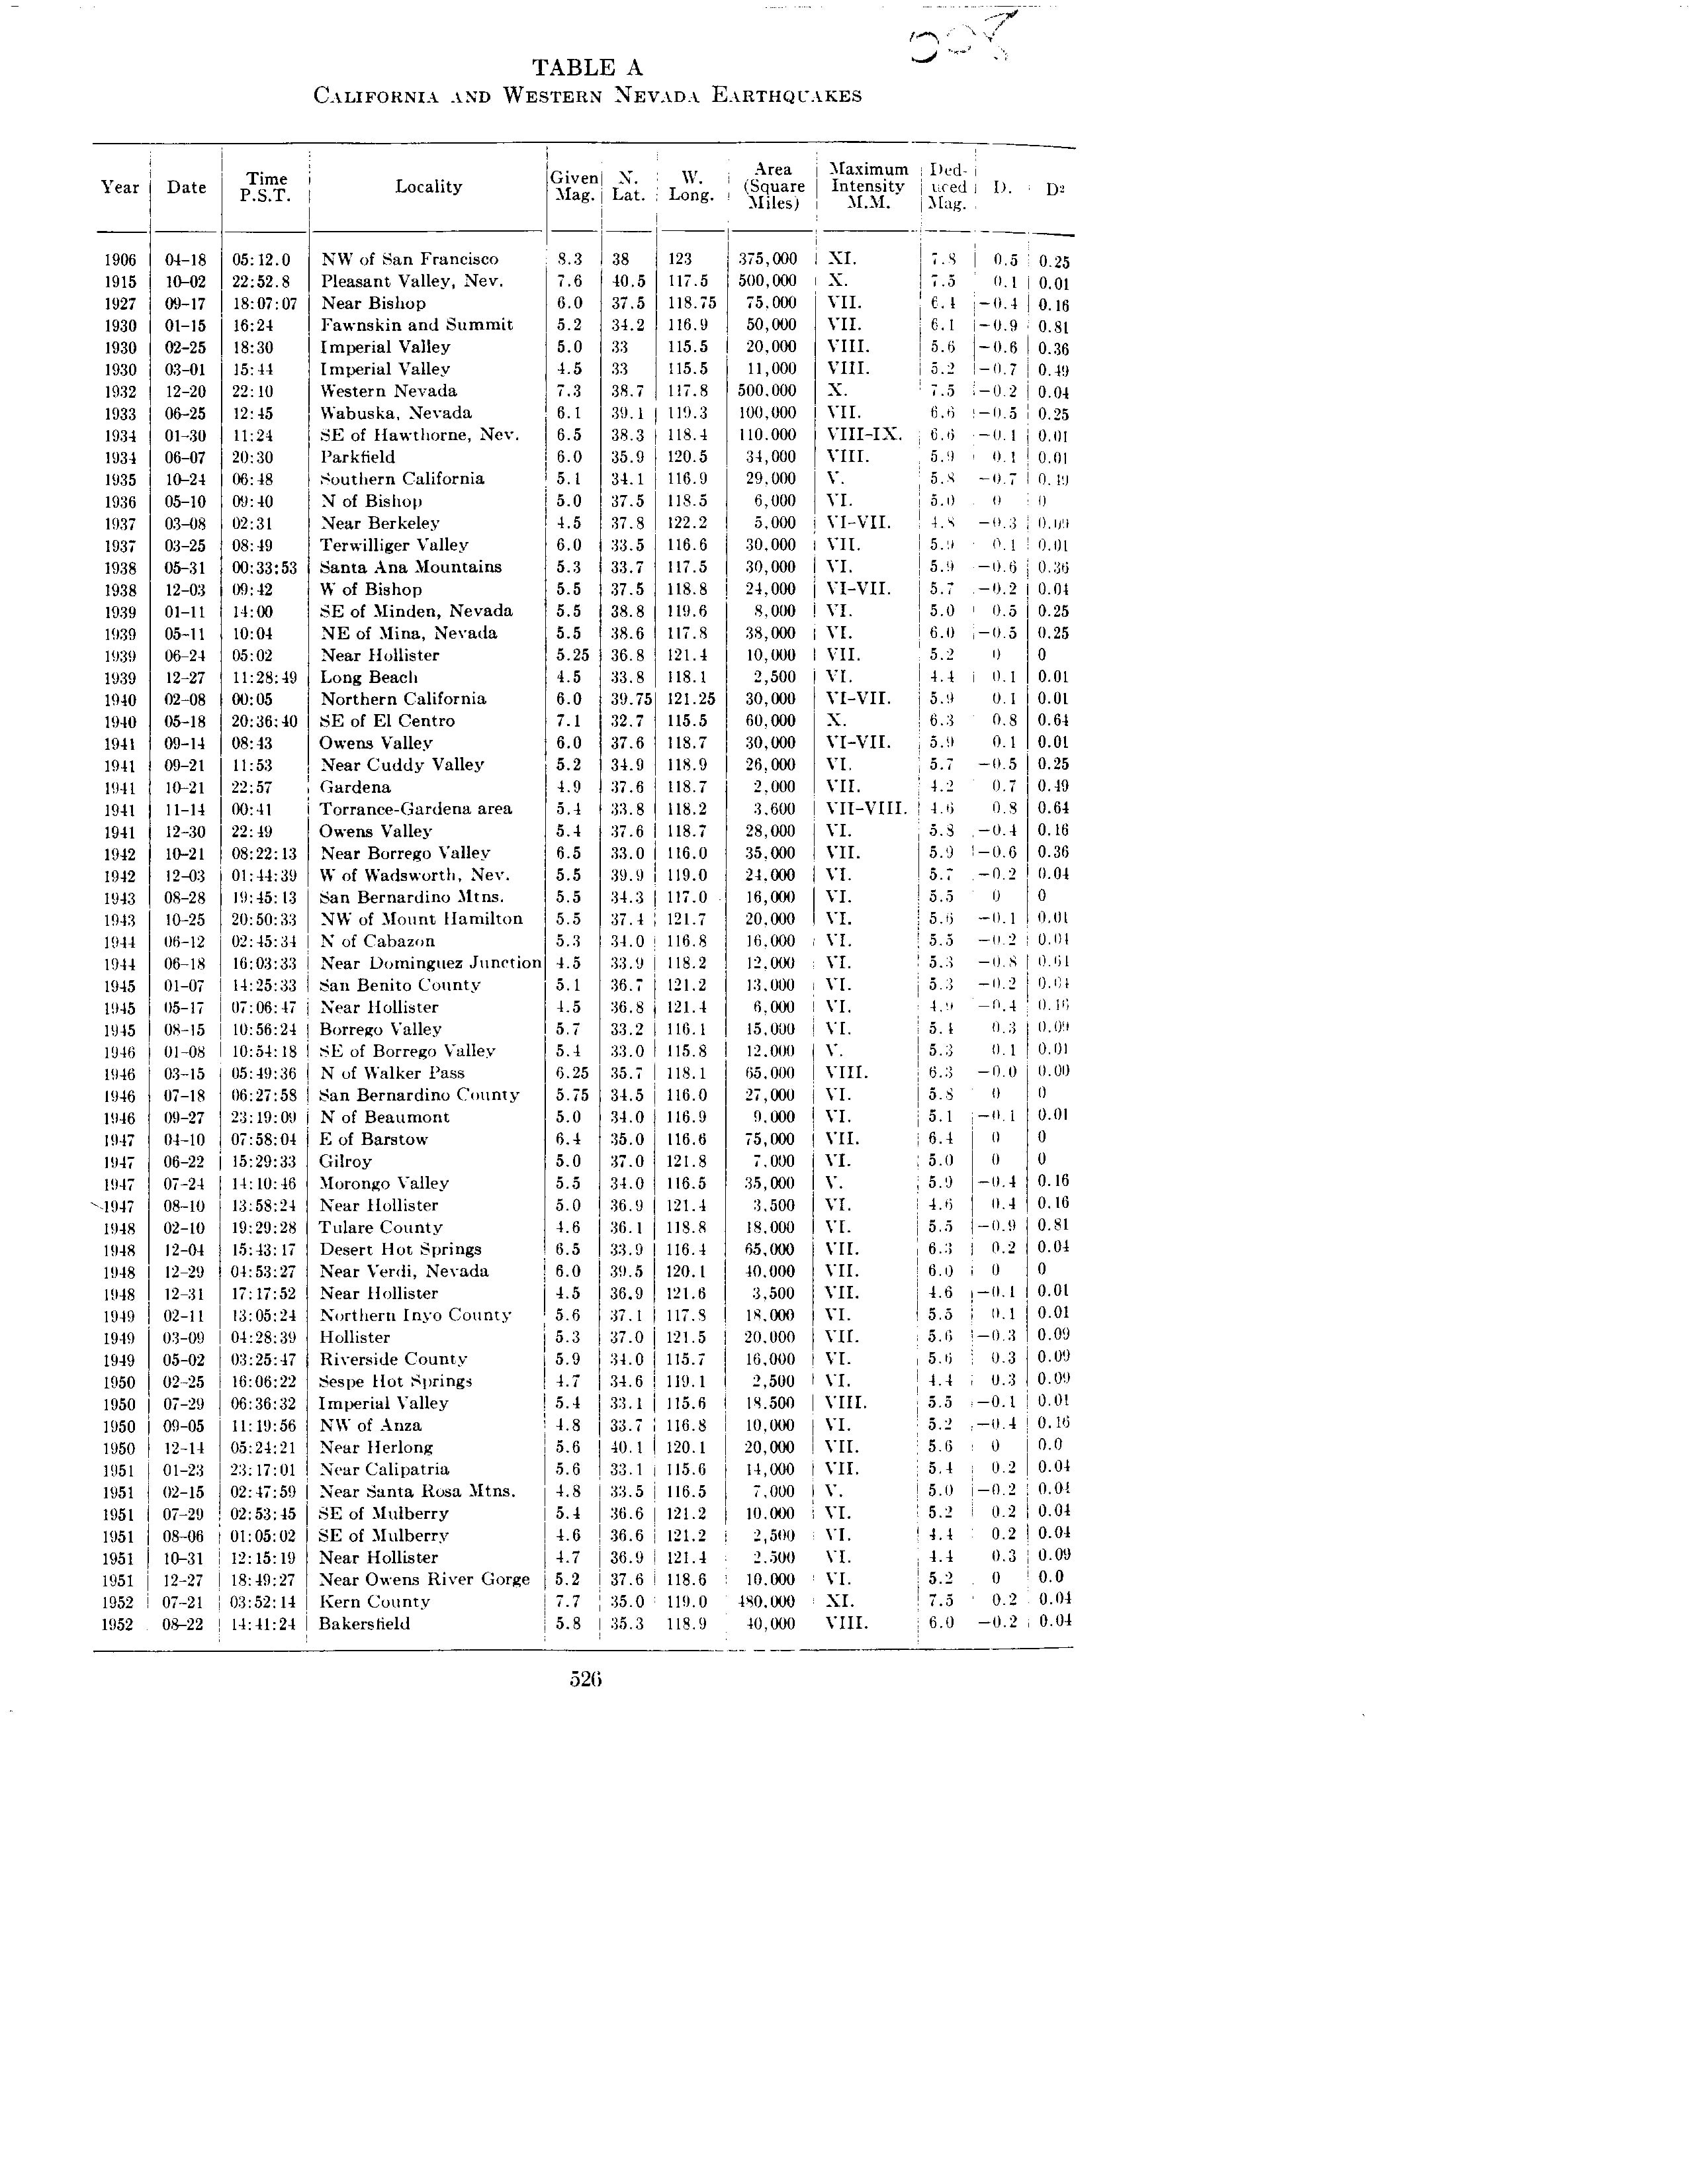 TABLE A
CALIFORNIA AND WESTERN NEVADA EARTHQUAKES
Year Date Time P.S.T. Locality Given Mag. N. Lat. W. Long. Area (Square Miles) Maximum Intensity M.M. Ded-uced Mag. D. D²
1906 04-18 05:12.0 NW of San Francisco 8.3 38 123 375,000 XI. 7.8 0.5 0.25
1915 10-02 22:52.8 Pleasant Valley, Nev. 7.6 40.5 117.5 500,000 X. 7.5 0.1 0.01
1927 09-17 18:07:07 Near Bishop 6.0 37.5 118.75 75,000 VII. 6.4 -0.4 0.16
1930 01-15 16:24 Fawnskin and Summit 5.2 34.2 116.9 50,000 VII. 6.1 -0.9 0.81
1930 02-25 18:30 Imperial Valley 5.0 33 115.5 20,000 VIII. 5.6 -0.6 0.36
1930 03-01 15:44 Imperial Valley 4.5 33 115.5 11,000 VIII. 5.2 -0.7 0.49
1932 12-20 22:10 Western Nevada 7.3 38.7 117.8 500,000 X. 7.5 -0.2 0.04
1933 06-25 12:45 Wabuska, Nevada 6.1 39.1 119.3 100,000 VII. 6.6 -0.5 0.25
1934 01-30 11:24 SE of Hawthorne, Nev. 6.5 38.3 118.4 110,000 VIII-IX. 6.6 -0.1 0.01
1934 06-07 20:30 Parkfield 6.0 35.9 120.5 34,000 VIII. 5.9 0.1 0.01
1935 10-24 06:48 Southern California 5.1 34.1 116.9 29,000 V. 5.8 -0.7 0.49
1936 05-10 09:40 N of Bishop 5.0 37.5 118.5 6,000 VI. 5.0 0 0
1937 03-08 02:31 Near Berkeley 4.5 37.8 122.2 5,000 VI-VII. 4.8 -0.3 0.09
1937 03-25 08:49 Terwilliger Valley 6.0 33.5 116.6 30,000 VII. 5.9 0.1 0.01
1938 05-31 00:33:53 Santa Ana Mountains 5.3 33.7 117.5 30,000 VI. 5.9 -0.6 0.36
1938 12-03 09:42 W of Bishop 5.5 37.5 118.8 24,000 VI-VII. 5.7 -0.2 0.04
1939 01-11 14:00 SE of Minden, Nevada 5.5 38.8 119.6 8,000 VI. 5.0 0.5 0.25
1939 05-11 10:04 NE of Mina, Nevada 5.5 38.6 117.8 38,000 VI. 6.0 -0.5 0.25
1939 06-24 05:02 Near Hollister 5.25 36.8 121.4 10,000 VII. 5.2 0 0
1939 12-27 11:28:49 Long Beach 4.5 33.8 118.1 2,500 VI. 4.4 0.1 0.01
1940 02-08 00:05 Northern California 6.0 39.75 121.25 30,000 VI-VII. 5.9 0.1 0.01
1940 05-18 20:36:40 SE of El Centro 7.1 32.7 115.5 60,000 X. 6.3 0.8 0.64
1941 09-14 08:43 Owens Valley 6.0 37.6 118.7 30,000 VI-VII. 5.9 0.1 0.01
1941 09-21 11:53 Near Cuddy Valley 5.2 34.9 118.9 26,000 VI. 5.7 -0.5 0.25
1941 10-21 22:57 Gardena 4.9 37.6 118.7 2,000 VII. 4.2 0.7 0.49
1941 11-14 00:41 Torrance-Gardena area 5.4 33.8 118.2 3,600 VII-VIII. 4.6 0.8 0.64
1941 12-30 22:49 Owens Valley 5.4 37.6 118.7 28,000 VI. 5.8 -0.4 0.16
1942 10-21 08:22:13 Near Borrego Valley 6.5 33.0 116.0 35,000 VII. 5.9 -0.6 0.36
1942 12-03 01:44:39 W of Wadsworth, Nev. 5.5 39.9 119.0 24,000 VI. 5.7 -0.2 0.04
1943 08-28 19:45:13 San Bernardino Mtns. 5.5 34.3 117.0 16,000 VI. 5.5 0 0
1943 10-25 20:50:33 NW of Mount Hamilton 5.5 37.4 121.7 20,000 VI. 5.6 -0.1 0.01
1944 06-12 02:45:34 N of Cabazon 5.3 34.0 116.8 16,000 VI. 5.5 -0.2 0.04
1944 06-18 16:03:33 Near Dominguez Junction 4.5 33.9 118.2 12,000 VI. 5.3 -0.8 0.64
1945 01-07 14:25:33 San Benito County 5.1 36.7 121.2 13,000 VI. 5.3 -0.2 0.04
1945 05-17 07:06:47 Near Hollister 4.5 36.8 121.4 6,000 VI. 4.9 -0.4 0.16
1945 08-15 10:56:24 Borrego Valley 5.7 33.2 116.1 15,000 VI. 5.4 0.3 0.09
1946 01-08 10:54:18 SE of Borrego Valley 5.4 33.0 115.8 12,000 V. 5.3 0.1 0.01
1946 03-15 05:49:36 N of Walker Pass 6.25 35.7 118.1 65,000 VIII. 6.3 -0.0 0.00
1946 07-18 06:27:58 San Bernardino County 5.75 34.5 116.0 27,000 VI. 5.8 0 0
1946 09-27 23:19:09 N of Beaumont 5.0 34.0 116.9 9,000 VI. 5.1 -0.1 0.01
1947 04-10 07:58:04 E of Barstow 6.4 35.0 116.6 75,000 VII. 6.4 0 0
1947 06-22 15:29:33 Gilroy 5.0 37.0 121.8 7,000 VI. 5.0 0 0
1947 07-24 14:10:46 Morongo Valley 5.5 34.0 116.5 35,000 V. 5.9 -0.4 0.16
1947 08-10 13:58:24 Near Hollister 5.0 36.9 121.4 3,500 VI. 4.6 0.4 0.16
1948 02-10 19:29:28 Tulare County 4.6 36.1 118.8 18,000 VI. 5.5 -0.9 0.81
1948 12-04 15:43:17 Desert Hot Springs 6.5 33.9 116.4 65,000 VII. 6.3 0.2 0.04
1948 12-29 04:53:27 Near Verdi, Nevada 6.0 39.5 120.1 40,000 VII. 6.0 0 0
1948 12-31 17:17:52 Near Hollister 4.5 36.9 121.6 3,500 VII. 4.6 -0.1 0.01
1949 02-11 13:05:24 Northern Inyo County 5.6 37.1 117.8 18,000 VI. 5.5 0.1 0.01
1949 03-09 04:28:39 Hollister 5.3 37.0 121.5 20,000 VII. 5.6 -0.3 0.09
1949 05-02 03:25:47 Riverside County 5.9 34.0 115.7 16,000 VI. 5.6 0.3 0.09
1950 02-25 16:06:22 Sespe Hot Springs 4.7 34.6 119.1 2,500 VI. 4.4 0.3 0.09
1950 07-29 06:36:32 Imperial Valley 5.4 33.1 115.6 18,500 VIII. 5.5 -0.1 0.01
1950 09-05 11:19:56 NW of Anza 4.8 33.7 116.8 10,000 VI. 5.2 -0.4 0.16
1950 12-14 05:24:21 Near Herlong 5.6 40.1 120.1 20,000 VII. 5.6 0 0.0
1951 01-23 23:17:01 Near Calipatria 5.6 33.1 115.6 14,000 VII. 5.4 0.2 0.04
1951 02-15 02:47:59 Near Santa Rosa Mtns. 4.8 33.5 116.5 7,000 V. 5.0 -0.2 0.04
1951 07-29 02:53:45 SE of Mulberry 5.4 36.6 121.2 10,000 VI. 5.2 0.2 0.04
1951 08-06 01:05:02 SE of Mulberry 4.6 36.6 121.2 2,500 VI. 4.4 0.2 0.04
1951 10-31 12:15:19 Near Hollister 4.7 36.9 121.4 2,500 VI. 4.4 0.3 0.09
1951 12-27 18:49:27 Near Owens River Gorge 5.2 37.6 118.6 10,000 VI. 5.2 0 0.0
1952 07-21 03:52:14 Kern County 7.7 35.0 119.0 480,000 XI. 7.5 0.2 0.04
1952 08-22 14:41:24 Bakersfield 5.8 35.3 118.9 40,000 VIII. 6.0 -0.2 0.04
526